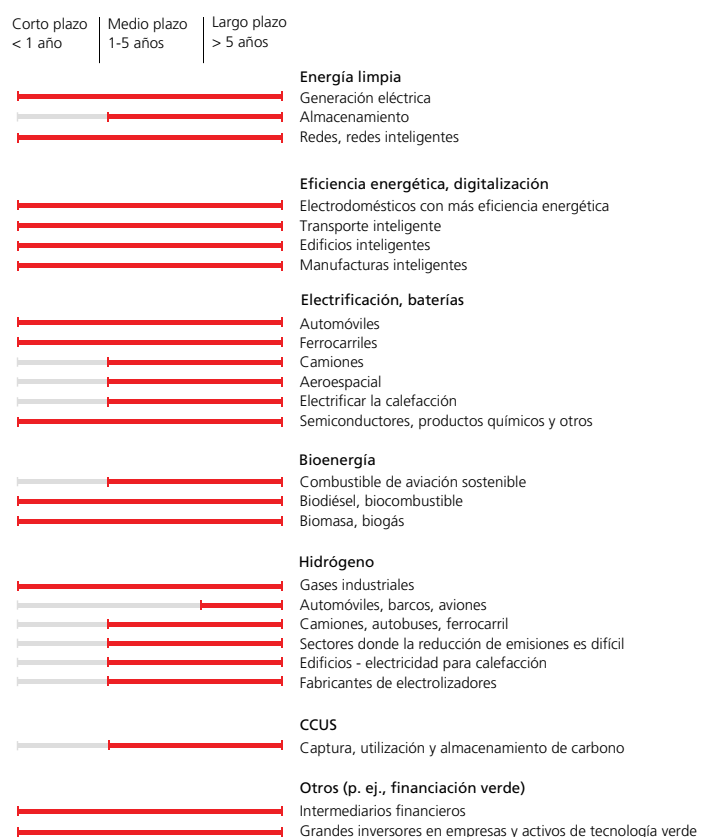 Corto plazo
< 1 año
Medio plazo
1-5 años
Largo plazo
> 5 años
Energía limpia
Generación eléctrica
Almacenamiento
Redes, redes inteligentes
Eficiencia energética, digitalización
Electrodomésticos con más eficiencia energética
Transporte inteligente
Edificios inteligentes
Manufacturas inteligentes
Electrificación, baterías
Automóviles
Ferrocarriles
Camiones
Aeroespacial
Electrificar la calefacción
Semiconductores, productos químicos y otros
Bioenergía
Combustible de aviación sostenible
Biodiésel, biocombustible
Biomasa, biogás
Hidrógeno
Gases industriales
Automóviles, barcos, aviones
Camiones, autobuses, ferrocarril
Sectores donde la reducción de emisiones es difícil
Edificios - electricidad para calefacción
Fabricantes de electrolizadores
CCUS
Captura, utilización y almacenamiento de carbono
Otros (p. ej., financiación verde)
Intermediarios financieros
Grandes inversores en empresas y activos de tecnología verde